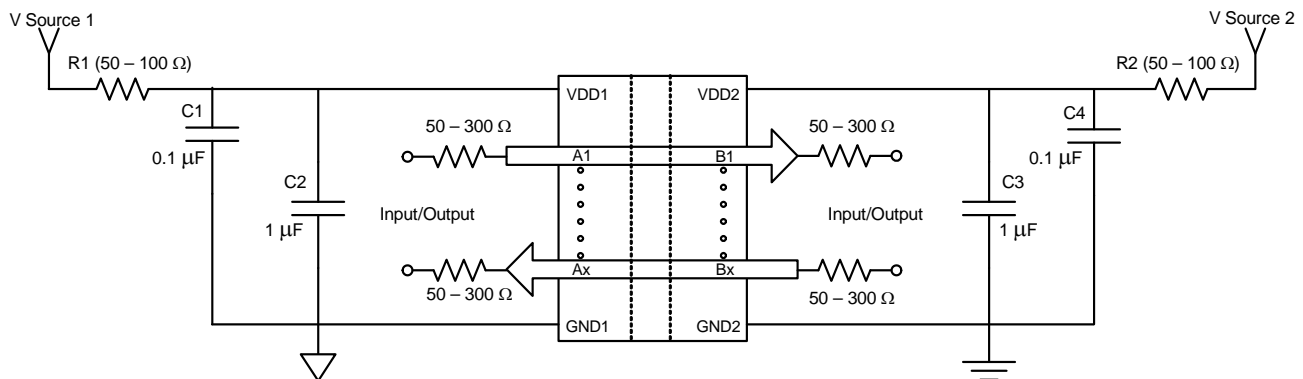 V Source 1
V Source 2
R1 (50 – 100 Ω)
R2 (50 – 100 Ω)
C1
VDD1
VDD2
C4
50 – 300 Ω
50 – 300 Ω
0.1 μF
A1
B1
0.1 μF
C2
C3
Input/Output
Input/Output
1 μF
1 μF
Ax
Bx
50 – 300 Ω
50 – 300 Ω
GND1
GND2